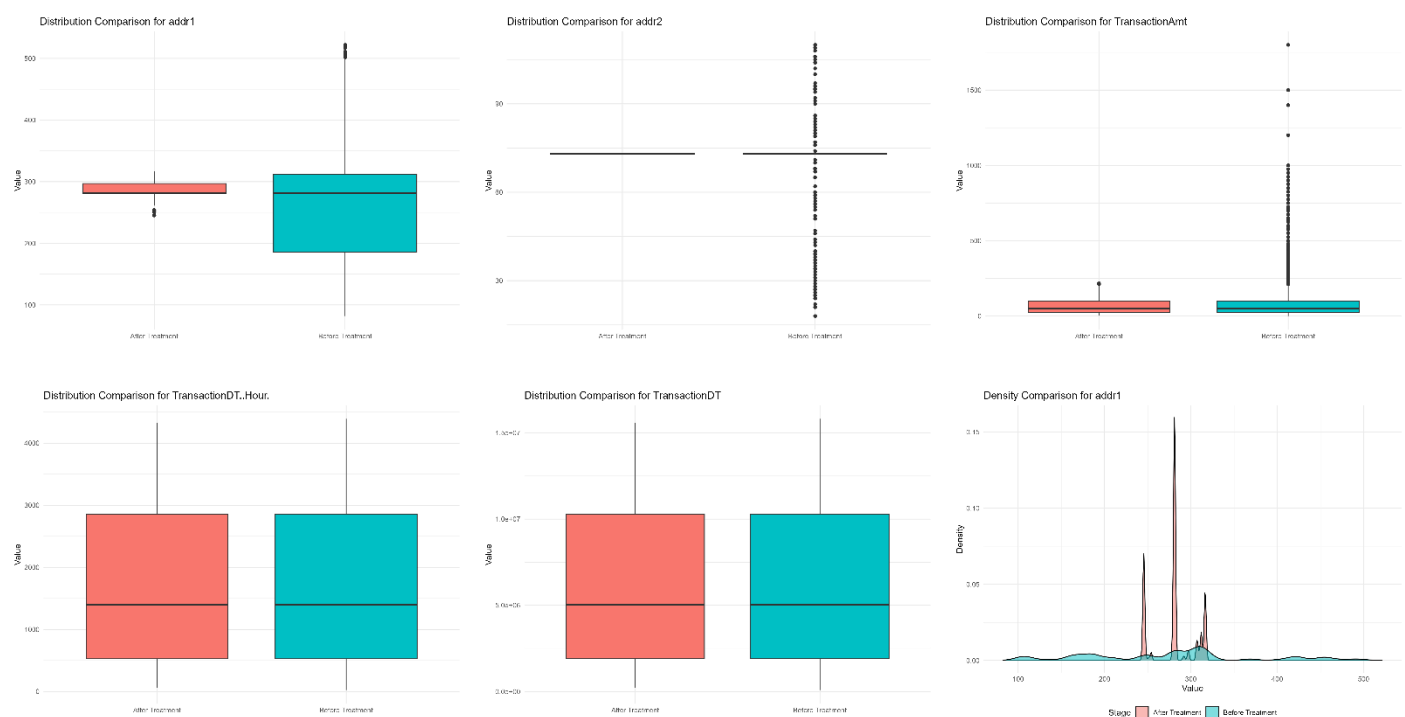 Distribution Comparison for addr1
Value
500
400
300
200
100
After Treatment
Before Treatment
Distribution Comparison for addr2
Value
90
60
30
After Treatment
Before Treatment
Distribution Comparison for TransactionAmt
Value
1500
1000
500
0
After Treatment
Before Treatment
Distribution Comparison for TransactionDT..Hour.
Value
4000
3000
2000
1000
0
After Treatment
Before Treatment
Distribution Comparison for TransactionDT
Value
1.5e+07
1.0e+07
5.0e+06
0.0e+00
After Treatment
Before Treatment
Density Comparison for addr1
Density
0.15
0.10
0.05
0.00
100
200
300
400
500
Value
Stage
After Treatment
Before Treatment